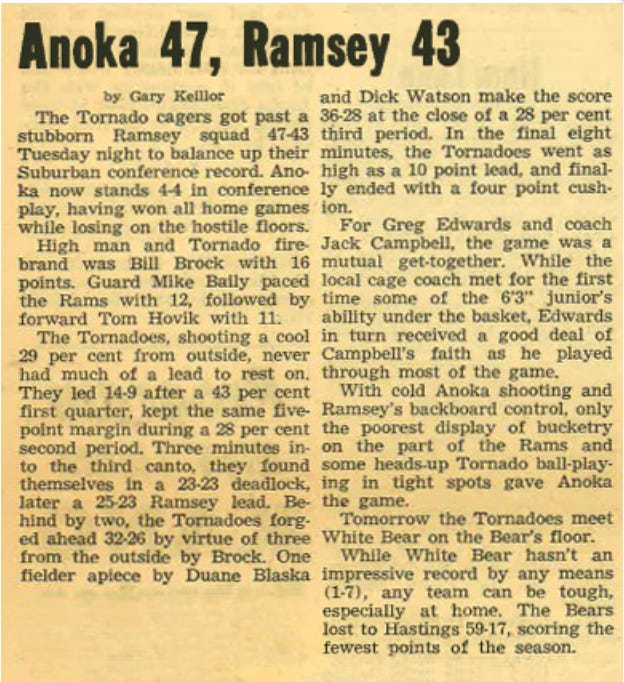 Anoka 47, Ramsey 43
by Gary Keillor
The Tornado cagers got past a
stubborn Ramsey squad 47-43
Tuesday night to balance up their
Suburban conference record. Ano-
ka now stands 4-4 in conference
play, having won all home games
while losing on the hostile floors.
High man and Tornado fire-
brand was Bill Brock with 16
points. Guard Mike Baily paced
the Rams with 12, followed by
forward Tom Hovik with 11.
The Tornadoes, shooting a cool
29 per cent from outside, never
had much of a lead to rest on.
They led 14-9 after a 43 per cent
first quarter, kept the same five-
point margin during a 28 per cent
second period. Three minutes in-
to the third canto, they found
themselves in a 23-23 deadlock,
later a 25-23 Ramsey lead. Be-
hind by two, the Tornadoes forg-
ed ahead 32-26 by virtue of three
from the outside by Brock. One
fielder apiece by Duane Blaska
and Dick Watson make the score
36-28 at the close of a 28 per cent
third period. In the final eight
minutes, the Tornadoes went as
high as a 10 point lead, and final-
ly ended with a four point cush-
ion.
For Greg Edwards and coach
Jack Campbell, the game was a
mutual get-together. While the
local cage coach met for the first
time some of the 6'3" junior's
ability under the basket, Edwards
in turn received a good deal of
Campbell's faith as he played
through most of the game.
With cold Anoka shooting and
Ramsey's backboard control, only
the poorest display of bucketry
on the part of the Rams and
some heads-up Tornado ball-play-
ing in tight spots gave Anoka
the game.
Tomorrow the Tornadoes meet
White Bear on the Bear's floor.
While White Bear hasn't an
impressive record by any means
(1-7), any team can be tough,
especially at home. The Bears
lost to Hastings 59-17, scoring the
fewest points of the season.